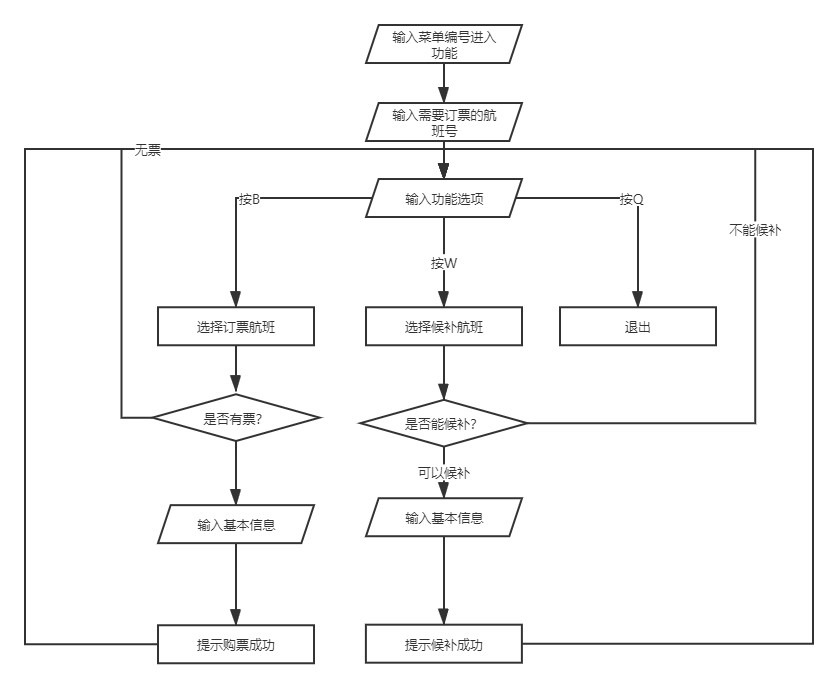 输入菜单编号进入
功能
输入需要订票的航
班号
无票
输入功能选项
按B
按Q
不能候补
按W
选择订票航班
选择候补航班
退出
是否有票?
是否能候补?
可以候补
输入基本信息
输入基本信息
提示购票成功
提示候补成功